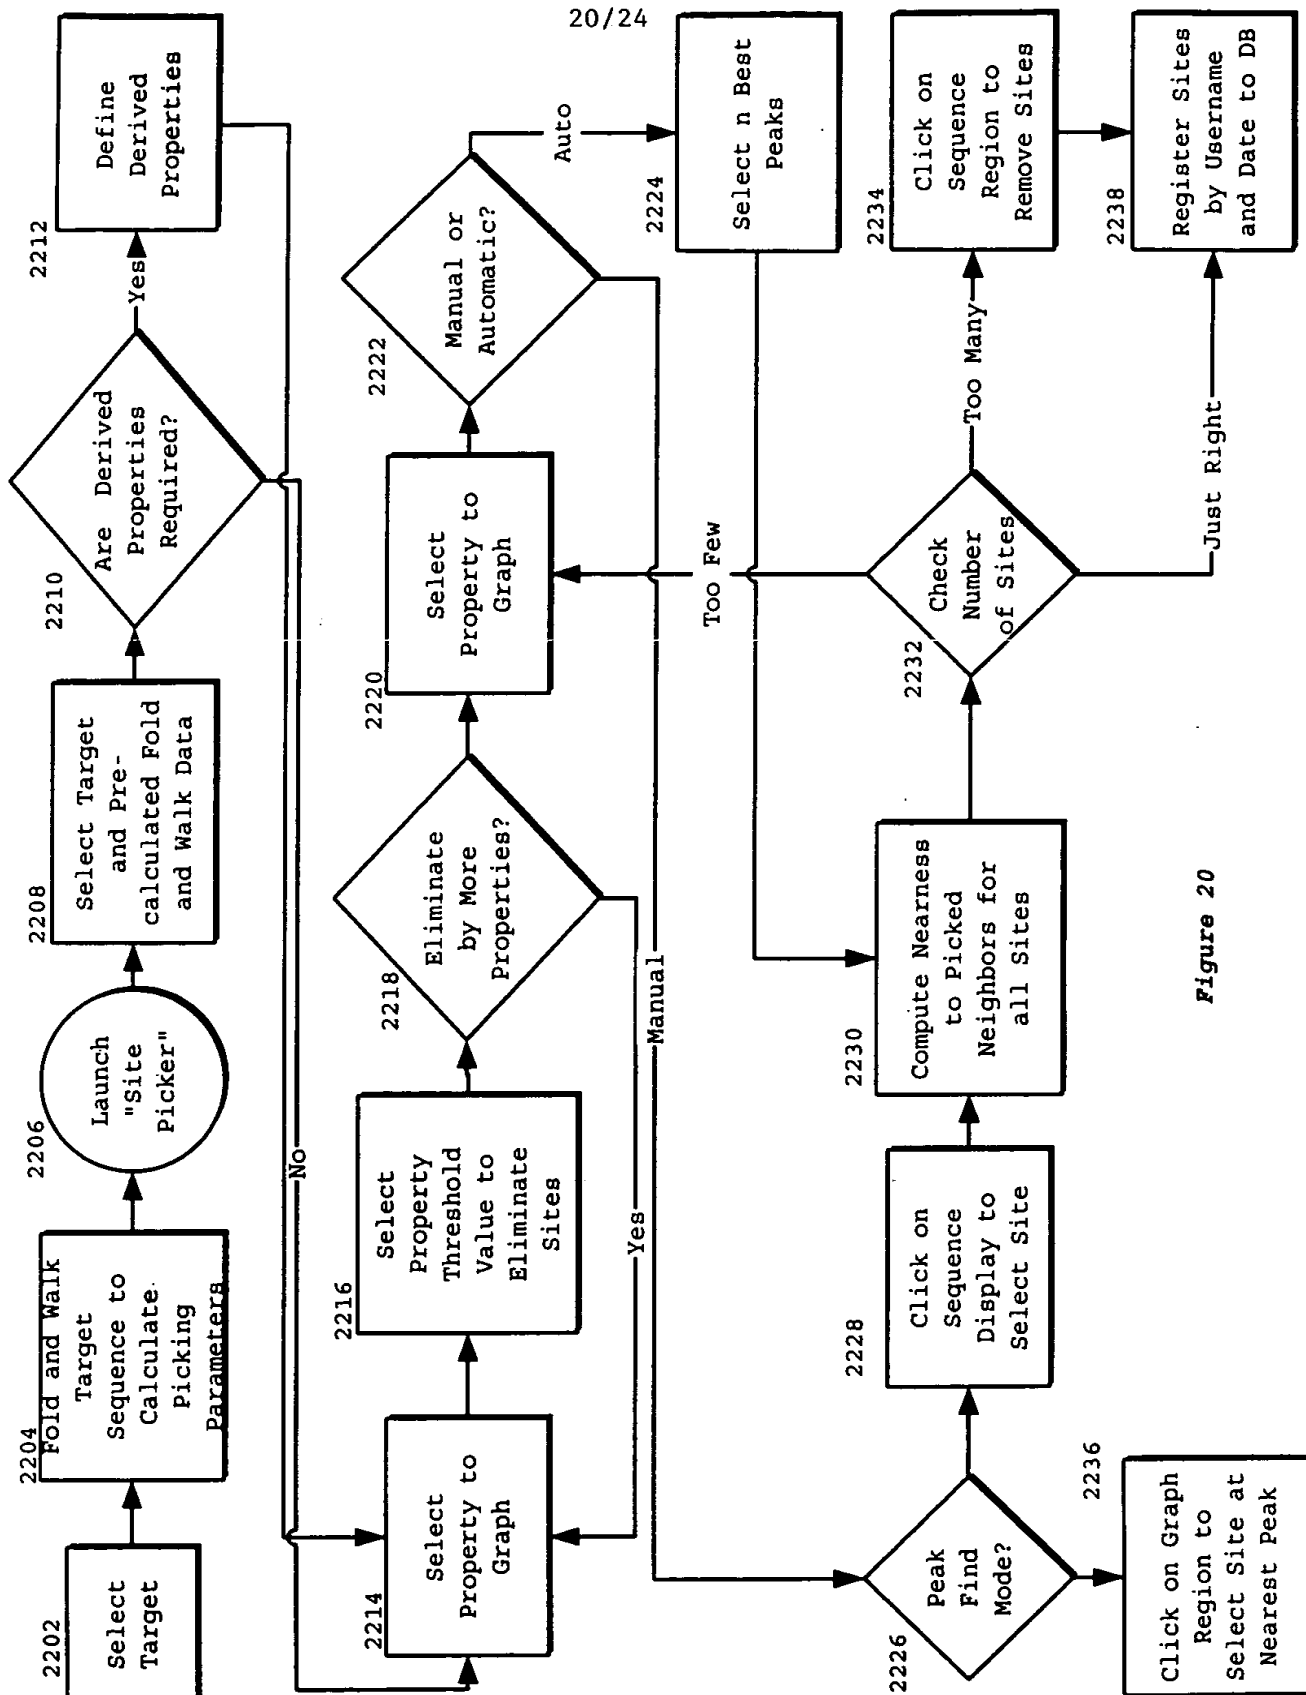 20/24
2202
Select
Target
2204
Fold and Walk
Target
Sequence to
Calculate
Picking
Parameters
2206
Launch
"Site
Picker"
2208
Select Target
and Pre-
calculated Fold
and Walk Data
2210
Are Derived
Properties
Required?
Yes
No
2212
Define
Derived
Properties
2214
Select
Property to
Graph
2216
Select
Property
Threshold
Value to
Eliminate
Sites
2218
Eliminate
by More
Properties?
Yes
2220
Select
Property to
Graph
2222
Manual or
Automatic?
Auto
Manual
2224
Select n Best
Peaks
2226
Peak
Find
Mode?
2228
Click on
Sequence
Display to
Select Site
2230
Compute Nearness
to Picked
Neighbors for
all Sites
2232
Check
Number
of Sites
Too Few
Too Many
Just Right
2234
Click on
Sequence
Region to
Remove Sites
2236
Click on Graph
Region to
Select Site at
Nearest Peak
2238
Register Sites
by Username
and Date to DB
Figure 20